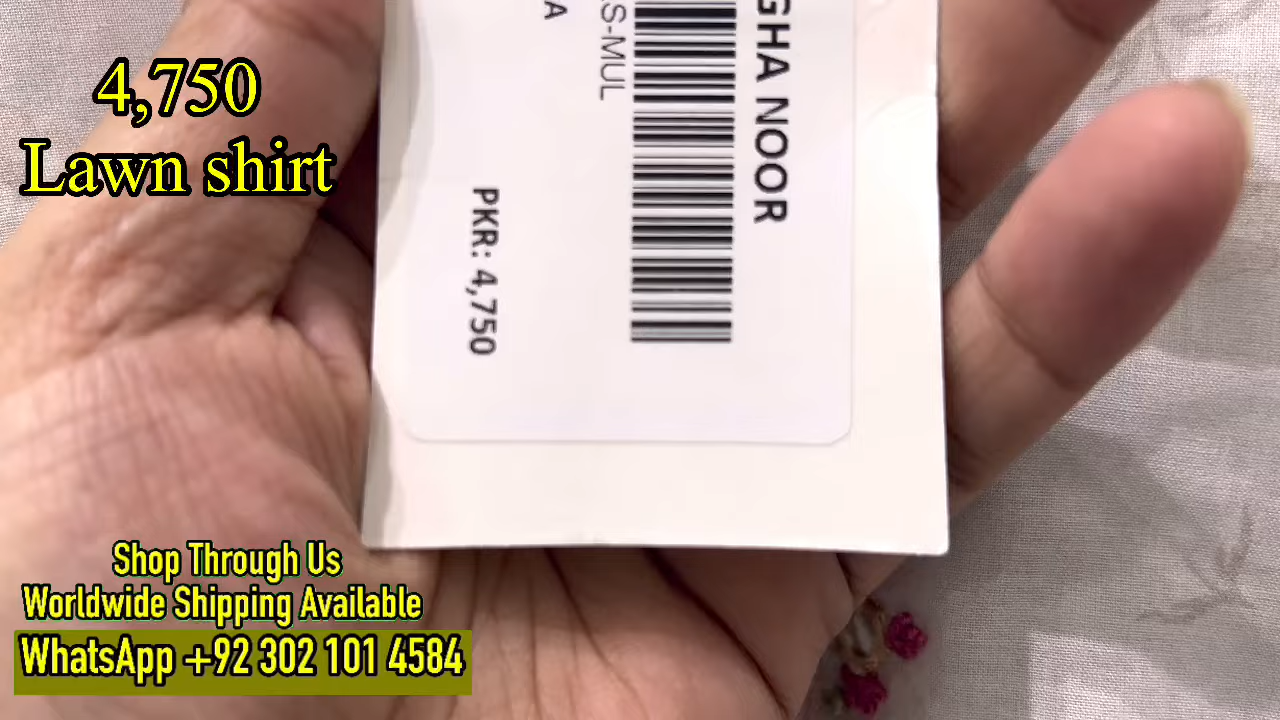 4,750
Lawn shirt
GHA NOOR
S-MUL
A
PKR: 4,750
Shop Through Us
Worldwide Shipping Available
WhatsApp +92 302 101 4584